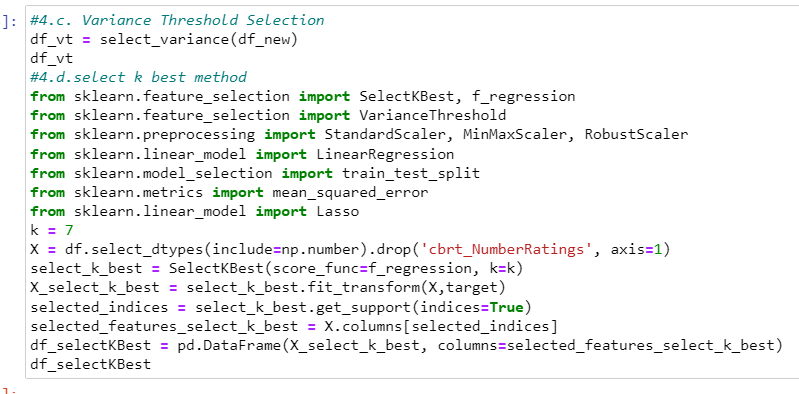 ]: #4.c. Variance Threshold Selection
df_vt = select_variance(df_new)
df_vt
#4.d.select k best method
from sklearn.feature_selection import SelectKBest, f_regression
from sklearn.feature_selection import VarianceThreshold
from sklearn.preprocessing import StandardScaler, MinMaxScaler, RobustScaler
from sklearn.linear_model import LinearRegression
from sklearn.model_selection import train_test_split
from sklearn.metrics import mean_squared_error
from sklearn.linear_model import Lasso
k = 7
X = df.select_dtypes(include=np.number).drop('cbrt_NumberRatings', axis=1)
select_k_best = SelectKBest(score_func=f_regression, k=k)
X_select_k_best = select_k_best.fit_transform(X,target)
selected_indices = select_k_best.get_support(indices=True)
selected_features_select_k_best = X.columns[selected_indices]
df_selectKBest = pd.DataFrame(X_select_k_best, columns=selected_features_select_k_best)
df_selectKBest